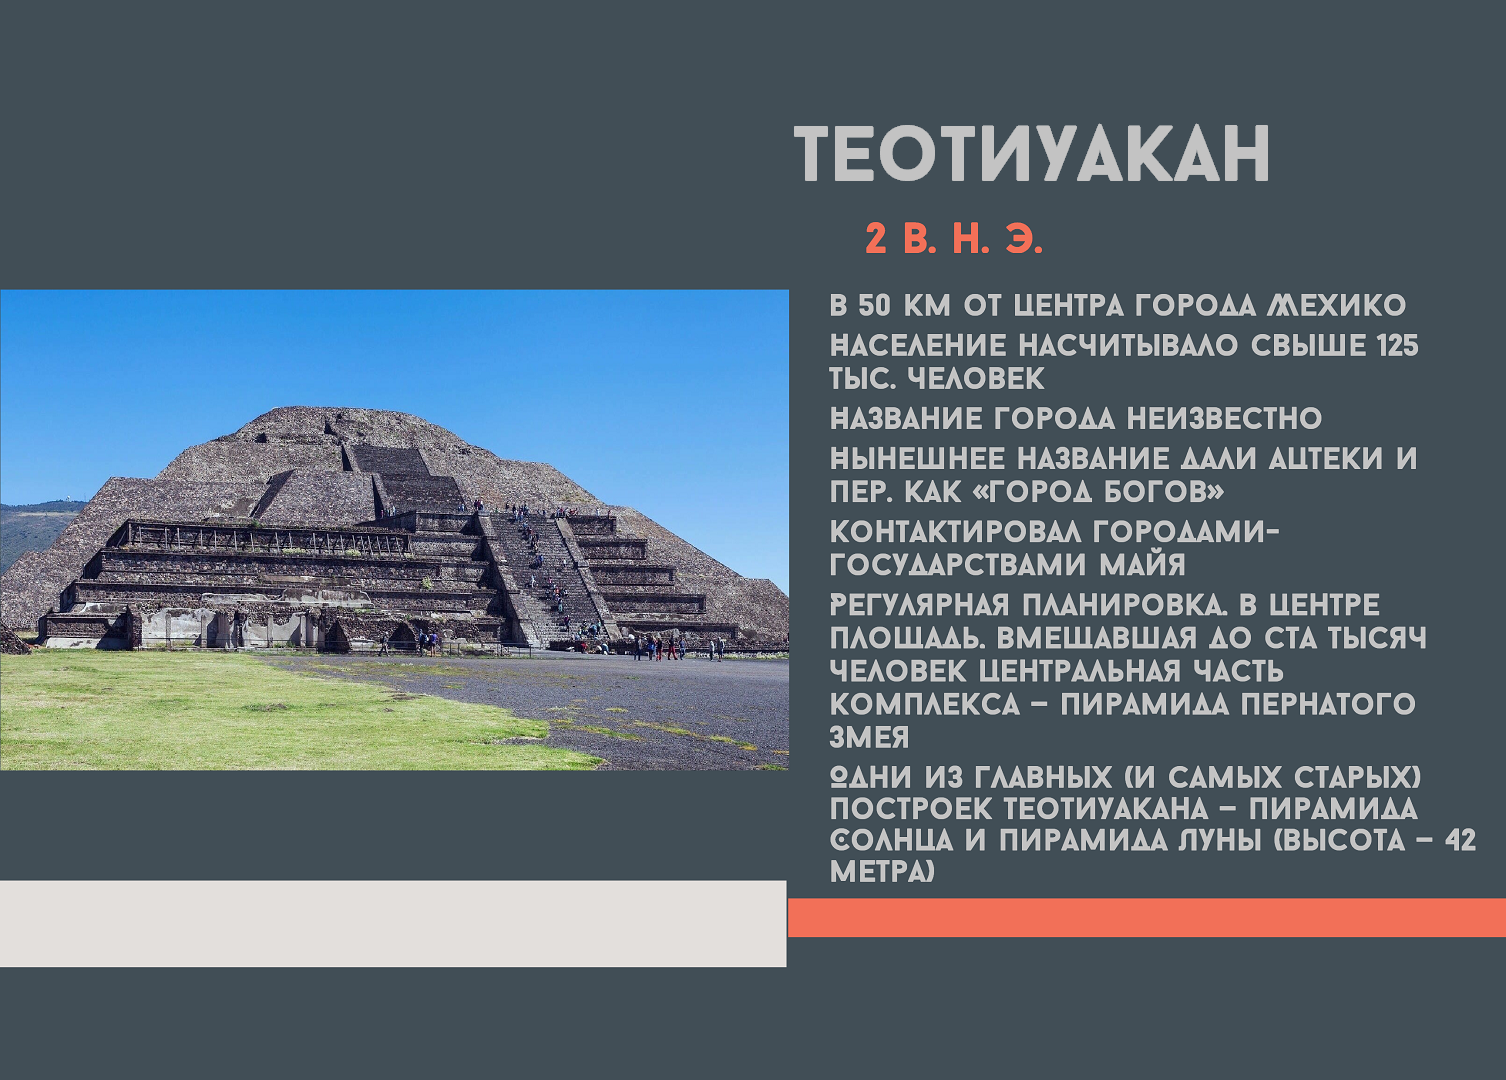 ТЕОТИУАКАН
2 В. Н. Э.
В 50 КМ ОТ ЦЕНТРА ГОРОДА МЕХИКО
НАСЕЛЕНИЕ НАСЧИТЫВАЛО СВЫШЕ 125
ТЫС. ЧЕЛОВЕК
НАЗВАНИЕ ГОРОДА НЕИЗВЕСТНО
НЫНЕШНЕЕ НАЗВАНИЕ ДАЛИ АЦТЕКИ И
ПЕР. КАК «ГОРОД БОГОВ»
КОНТАКТИРОВАЛ ГОРОДАМИ-
ГОСУДАРСТВАМИ МАЙЯ
РЕГУЛЯРНАЯ ПЛАНИРОВКА. В ЦЕНТРЕ
ПЛОЩАДЬ. ВМЕЩАВШАЯ ДО СТА ТЫСЯЧ
ЧЕЛОВЕК ЦЕНТРАЛЬНАЯ ЧАСТЬ
КОМПЛЕКСА – ПИРАМИДА ПЕРНАТОГО
ЗМЕЯ
ОДНИ ИЗ ГЛАВНЫХ (И САМЫХ СТАРЫХ)
ПОСТРОЕК ТЕОТИУАКАНА – ПИРАМИДА
СОЛНЦА И ПИРАМИДА ЛУНЫ (ВЫСОТА – 42
МЕТРА)